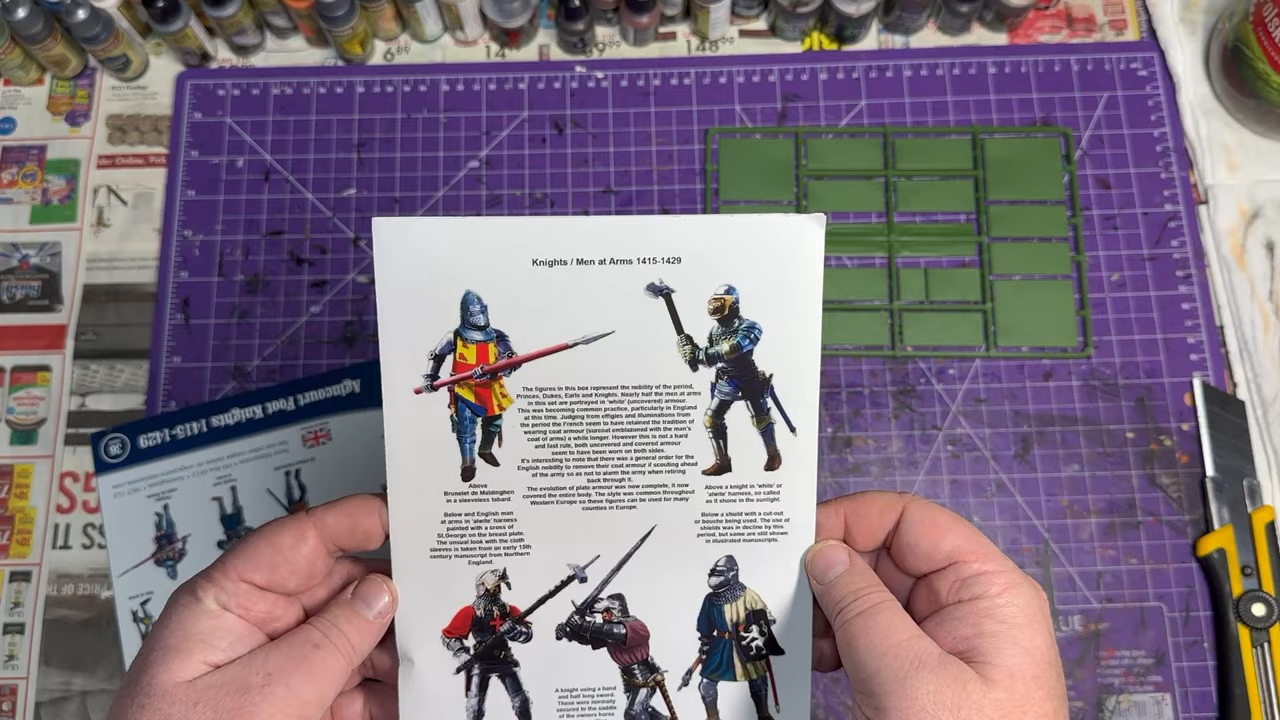 6.89
14
148.99
Knights / Men at Arms 1415-1429
The figures in this box represent the nobility of the period,
Princes, Dukes, Earls and Knights. Nearly half the men at arms
in this set are portrayed in 'white' (uncovered) armour.
This was becoming common practice, particularly in England
at this time. Judging from effigies and illuminations from
the period the French seem to have retained the tradition of
wearing coat armour (surcoat emblazoned with the man's
coat of arms) a while longer. However this is not a hard
and fast rule, both uncovered and covered armour
seem to have been worn on both sides.
It's interesting to note that there was a general order for the
English nobility to remove their coat armour if scouting ahead
of the army so as not to alarm the army when retiring
back through it.
The evolution of plate armour was now complete, it now
covered the entire body. The style was common throughout
Western Europe so these figures can be used for many
counties in Europe.
Above
Brunetet de Maldinghen
in a sleeveless tabard.
Above a knight in 'white' or
'alwite' harness, so called
as it shone in the sunlight.
Below and English man
at arms in 'alwite' harness
painted with a cross of
St.George on the breast plate.
The unusual look with the cloth
sleeves is taken from an early 15th
century manuscript from Northern
England.
Below a shield with a cut-out
or bouche being used. The use of
shields was in decline by this
period, but some are still shown
in illustrated manuscripts.
A knight using a hand
and half long sword.
These were normally
secured to the saddle
of the owners horse
Agincourt Foot Knights 1415-1429
38